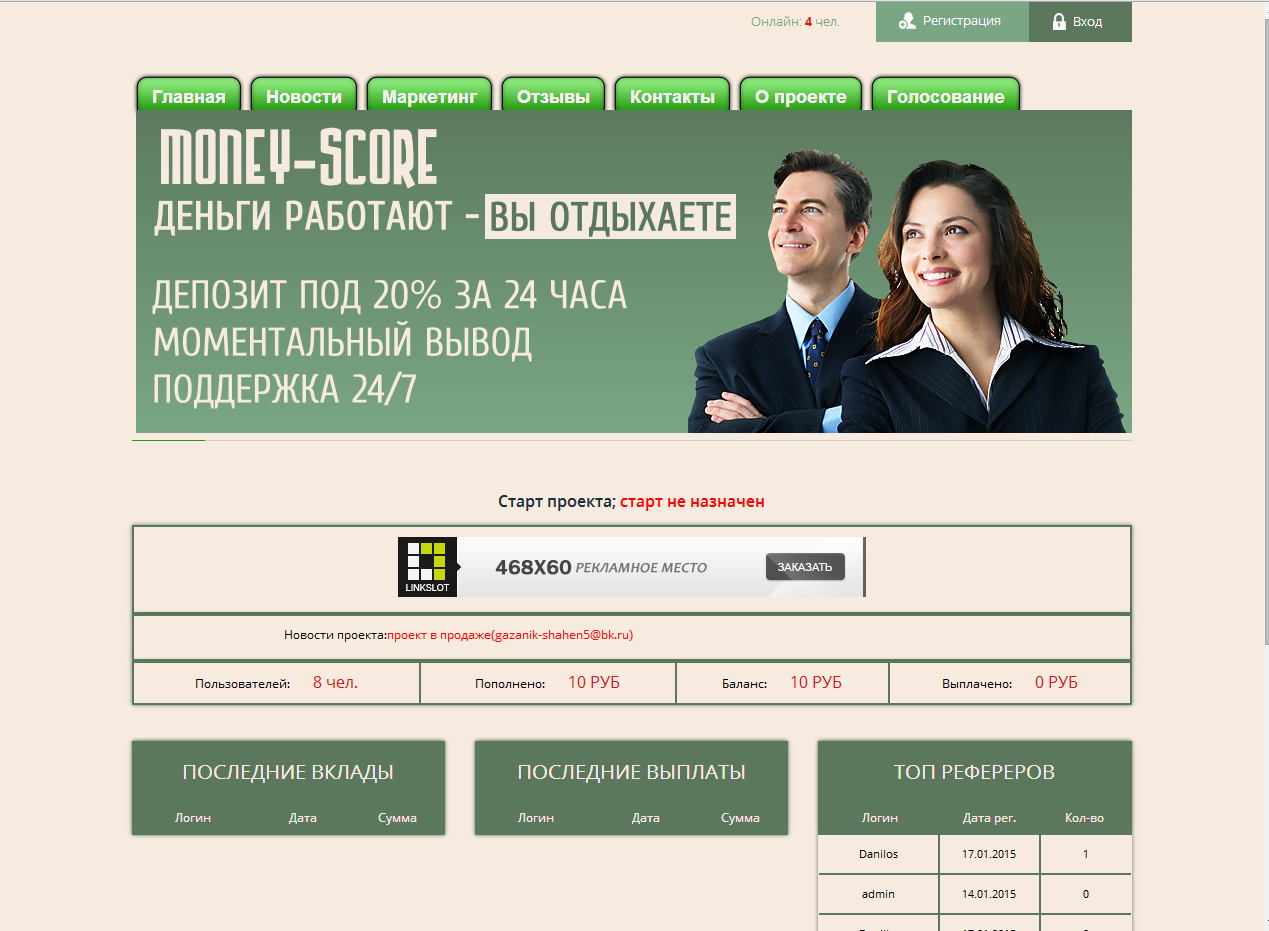 Онлайн: 4 чел.
Регистрация
Вход
Главная
Новости
Маркетинг
Отзывы
Контакты
О проекте
Голосование
MONEY-SCORE
ДЕНЬГИ РАБОТАЮТ - ВЫ ОТДЫХАЕТЕ
ДЕПОЗИТ ПОД 20% ЗА 24 ЧАСА
МОМЕНТАЛЬНЫЙ ВЫВОД
ПОДДЕРЖКА 24/7
Старт проекта; старт не назначен
LINKSLOT
468X60 РЕКЛАМНОЕ МЕСТО
ЗАКАЗАТЬ
Новости проекта:проект в продаже(gazanik-shahen5@bk.ru)
Пользователей: 8 чел.
Пополнено: 10 РУБ
Баланс: 10 РУБ
Выплачено: 0 РУБ
ПОСЛЕДНИЕ ВКЛАДЫ
Логин Дата Сумма
ПОСЛЕДНИЕ ВЫПЛАТЫ
Логин Дата Сумма
ТОП РЕФЕРЕРОВ
Логин Дата рег. Кол-во
Danilos 17.01.2015 1
admin 14.01.2015 0